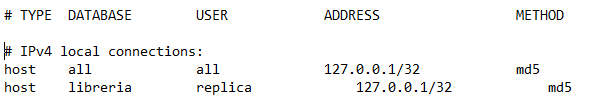 # TYPE  DATABASE        USER            ADDRESS                 METHOD
# IPv4 local connections:
host    all             all             127.0.0.1/32            md5
host    libreria        replica             127.0.0.1/32            md5